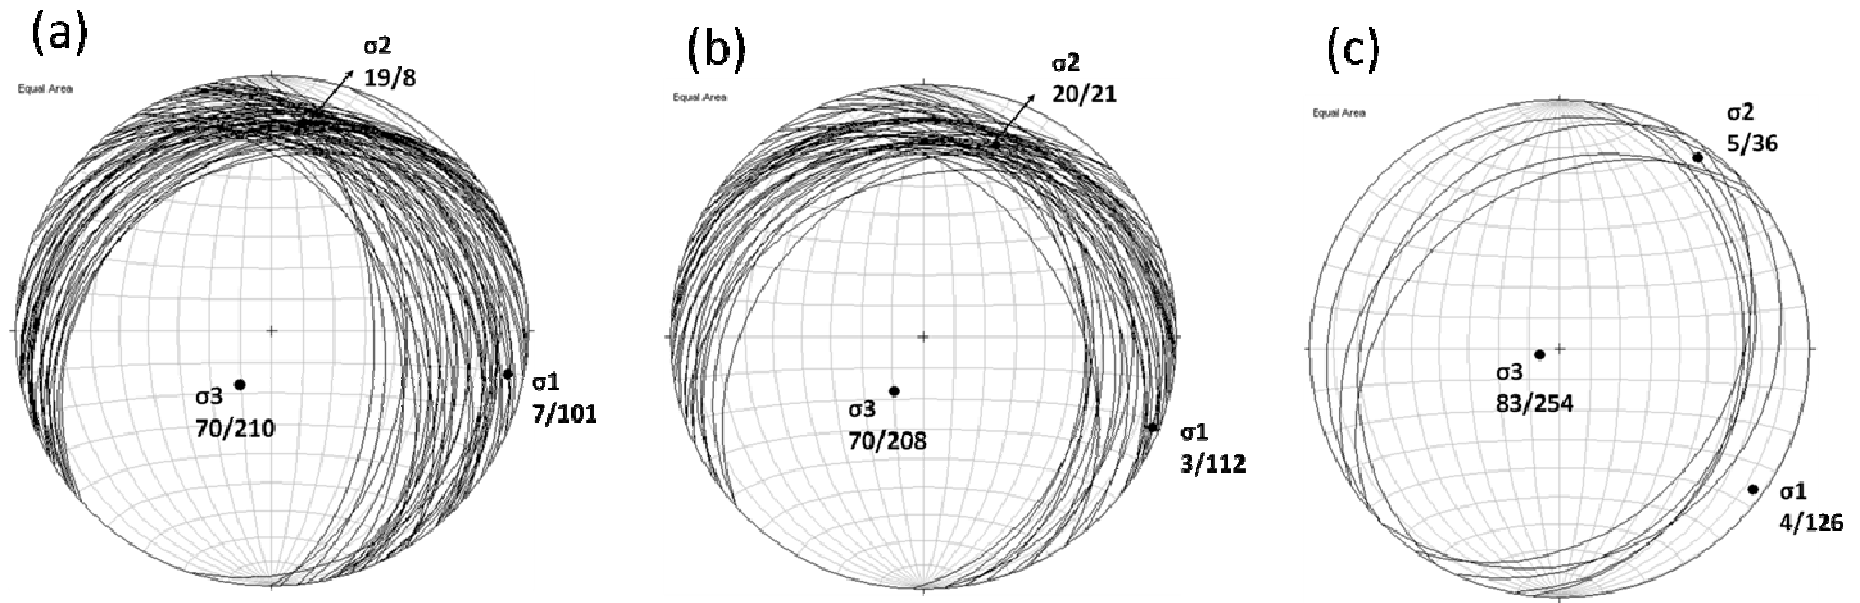 (a)
Equal Area
σ2
19/8
σ3
70/210
σ1
7/101
(b)
Equal Area
σ2
20/21
σ3
70/208
σ1
3/112
(c)
Equal Area
σ2
5/36
σ3
83/254
σ1
4/126